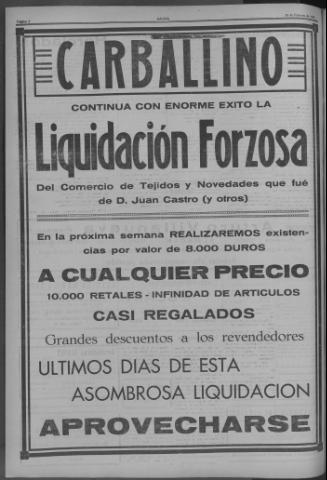 CARBALLINO
CONTINUA CON ENORME EXITO LA
Liquidación Forzosa
Del Comercio de Tejidos y Novedades que fué
de D. Juan Castro (y otros)
En la próxima semana REALIZAREMOS existen-
cias por valor de 8.000 DUROS
A CUALQUIER PRECIO
10.000 RETALES - INFINIDAD DE ARTICULOS
CASI REGALADOS
Grandes descuentos a los revendedores
ULTIMOS DIAS DE ESTA
ASOMBROSA LIQUIDACION
APROVECHARSE